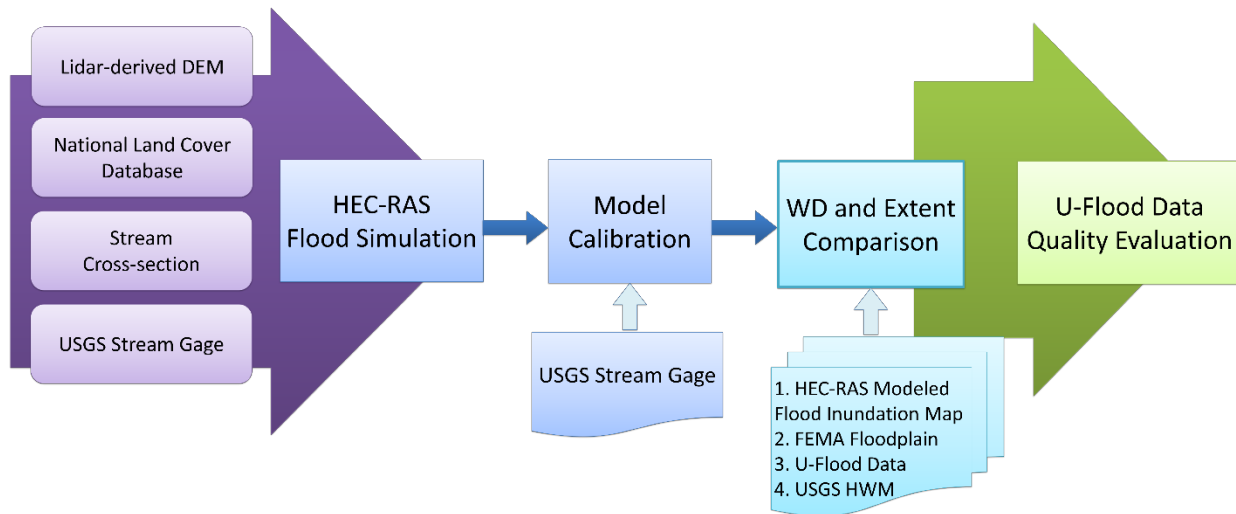 Lidar-derived DEM
National Land Cover
Database
Stream
Cross-section
USGS Stream Gage
HEC-RAS
Flood Simulation
Model
Calibration
USGS Stream Gage
WD and Extent
Comparison
1. HEC-RAS Modeled
Flood Inundation Map
2. FEMA Floodplain
3. U-Flood Data
4. USGS HWM
U-Flood Data
Quality Evaluation